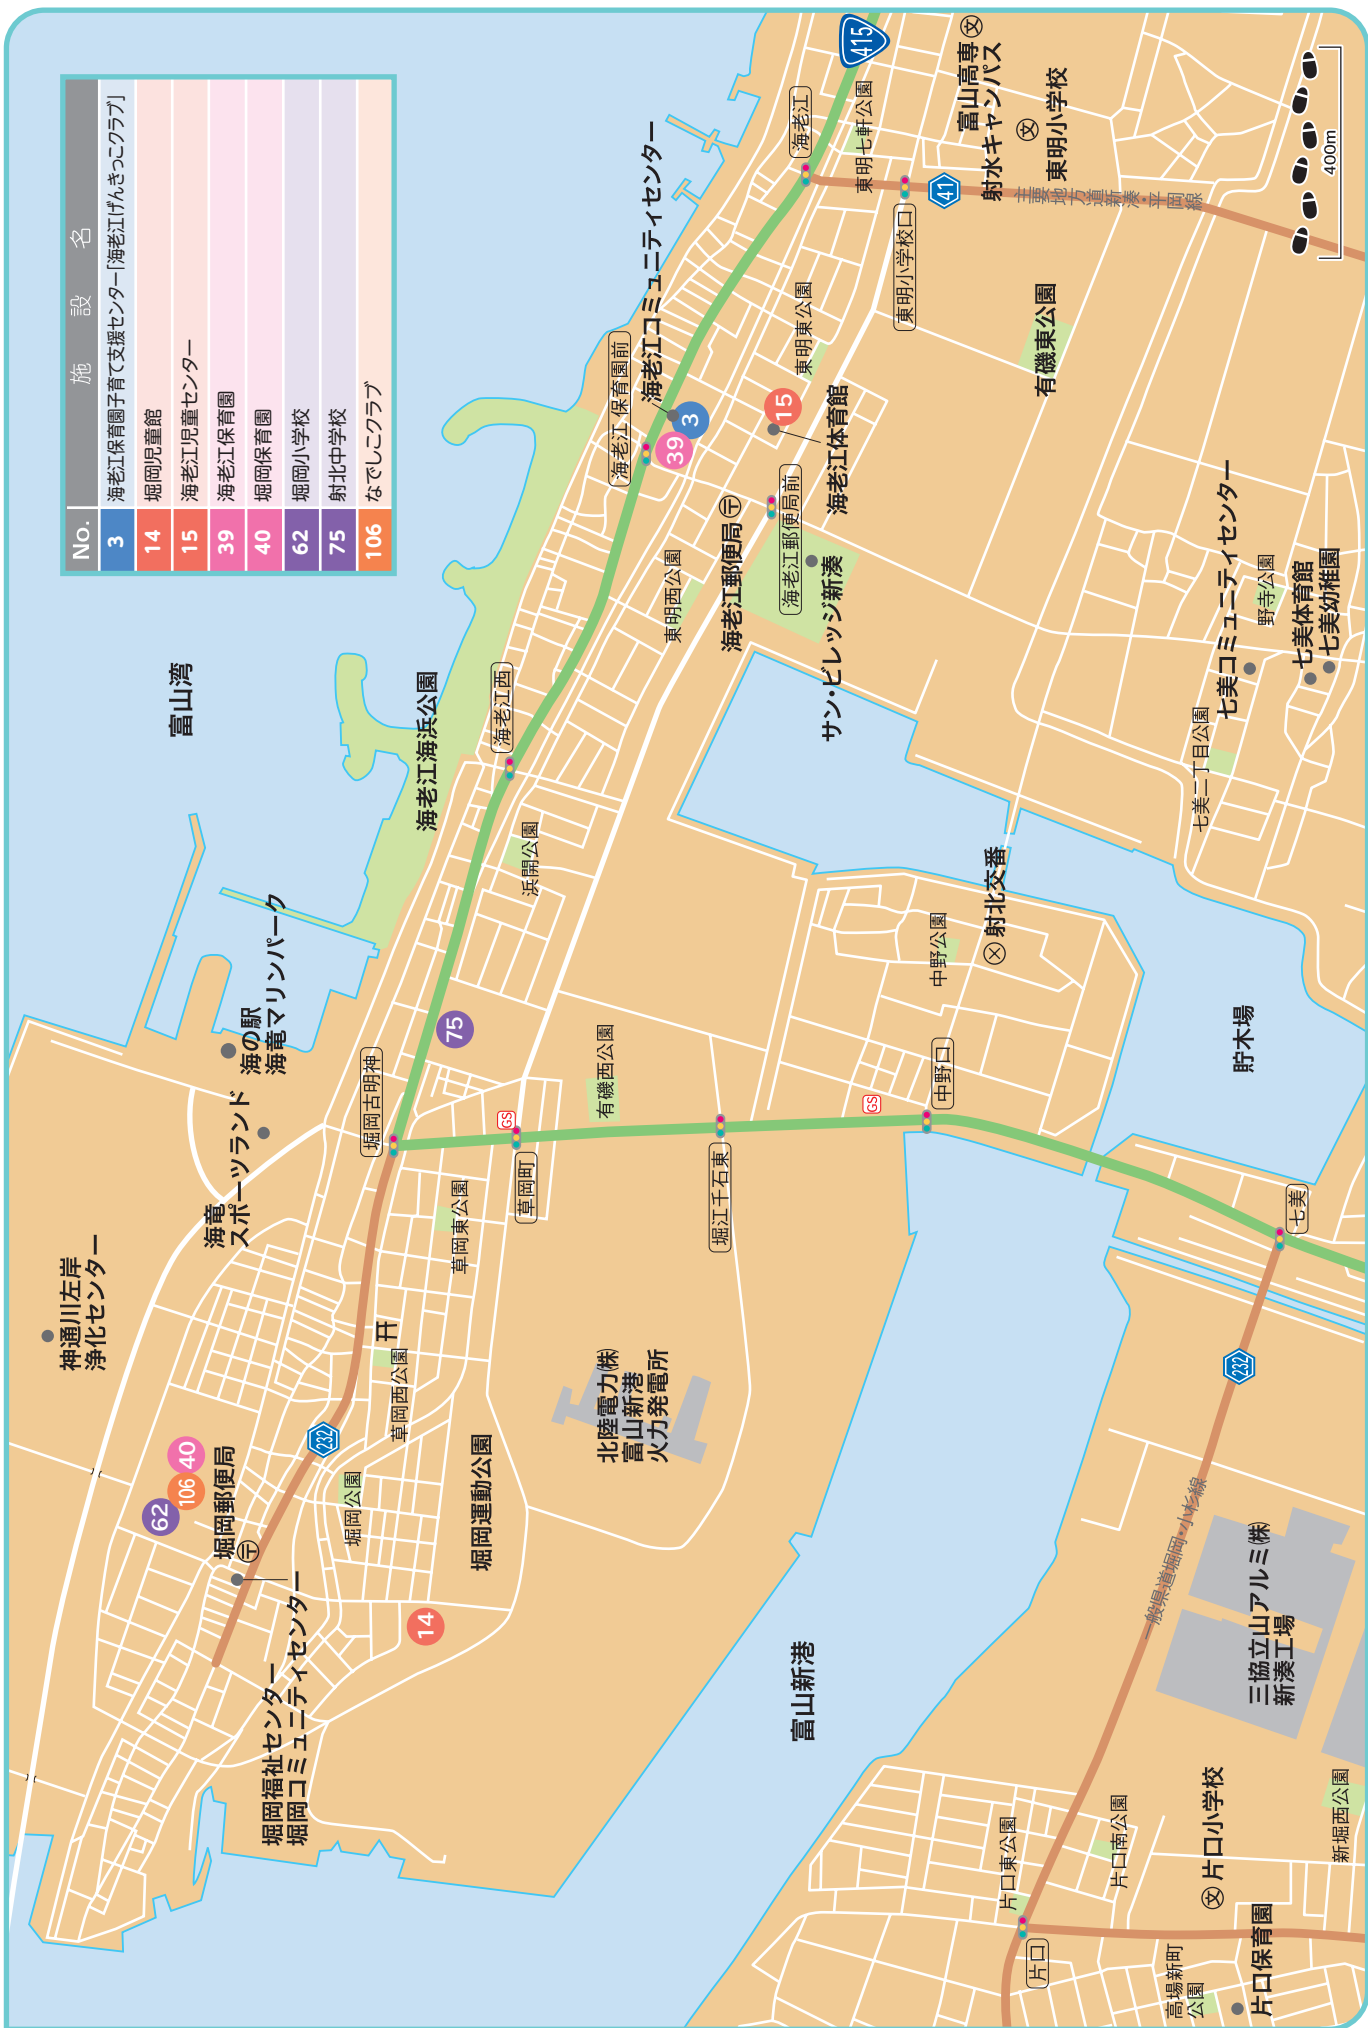 No. 施設名
3 海老江保育園子育て支援センター「海老江げんきっこクラブ」
14 堀岡児童館
15 海老江児童センター
39 海老江保育園
40 堀岡保育園
62 堀岡小学校
75 射北中学校
106 なでしこクラブ
富山湾
神通川左岸
浄化センター
海竜
スポーツランド
海の駅
海竜マリンパーク
海老江海浜公園
海老江コミュニティセンター
海老江 保育園前
海老江
415
富山高専
射水キャンパス
文
文
東明小学校
東明七軒公園
41
主要地方道新湊・平岡線
東明小学校口
東明東公園
有磯東公園
3
39
15
海老江体育館
海老江郵便局
〒
海老江郵便局前
サン・ビレッジ新湊
東明西公園
海老江西
浜開公園
75
堀岡古明神
GS
草岡町
有磯西公園
堀江千石東
GS
中野口
中野公園
射北交番
貯木場
七美コミュニティセンター
野寺公園
七美体育館
七美幼稚園
七美二丁目公園
七美
232
一般県道堀岡・小杉線
草岡東公園
草岡西公園
232
40
106
62
堀岡郵便局
〒
堀岡公園
堀岡運動公園
14
堀岡福祉センター
堀岡コミュニティセンター
北陸電力㈱
富山新港
火力発電所
富山新港
三協立山アルミ㈱
新湊工場
片口東公園
片口南公園
片口
文
片口小学校
新堀西公園
高場新町
公園
片口保育園
400m